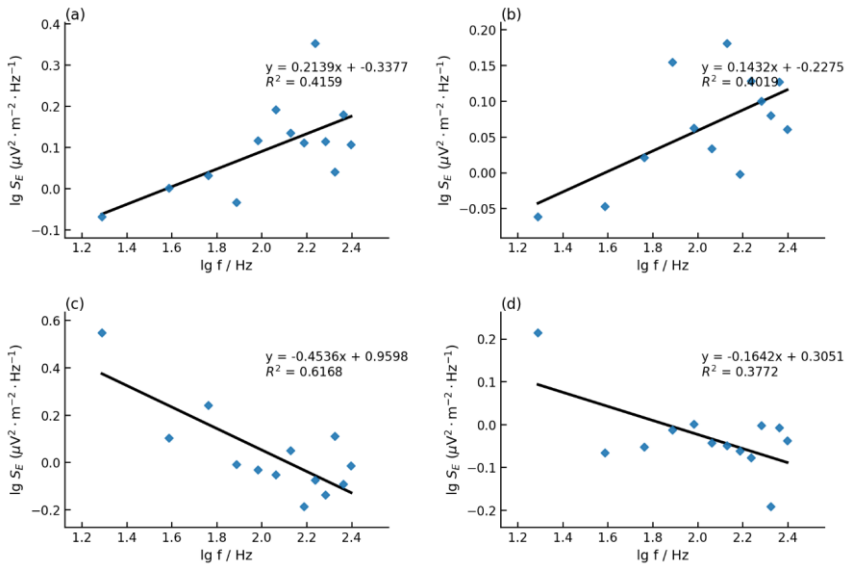 (a)
0.4
0.3
0.2
0.1
0.0
−0.1
lg S_E (μV²·m⁻²·Hz⁻¹)
y = 0.2139x + -0.3377
R² = 0.4159
1.2 1.4 1.6 1.8 2.0 2.2 2.4
lg f / Hz
(b)
0.20
0.15
0.10
0.05
0.00
−0.05
lg S_E (μV²·m⁻²·Hz⁻¹)
y = 0.1432x + -0.2275
R² = 0.4019
1.2 1.4 1.6 1.8 2.0 2.2 2.4
lg f / Hz
(c)
0.6
0.4
0.2
0.0
−0.2
lg S_E (μV²·m⁻²·Hz⁻¹)
y = -0.4536x + 0.9598
R² = 0.6168
1.2 1.4 1.6 1.8 2.0 2.2 2.4
lg f / Hz
(d)
0.2
0.1
0.0
−0.1
−0.2
lg S_E (μV²·m⁻²·Hz⁻¹)
y = -0.1642x + 0.3051
R² = 0.3772
1.2 1.4 1.6 1.8 2.0 2.2 2.4
lg f / Hz